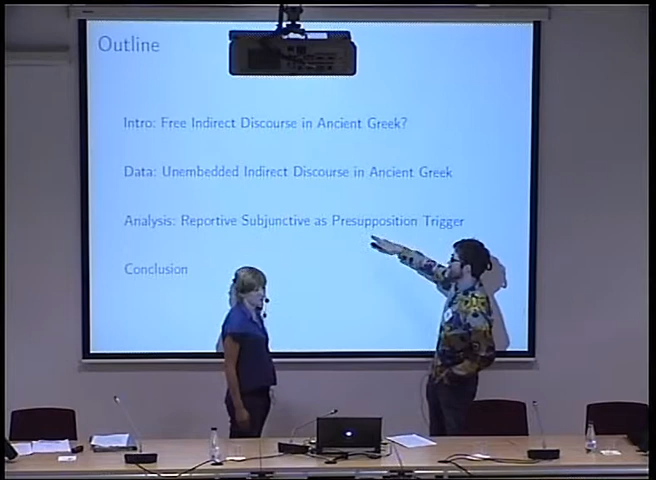 Outline
Intro: Free Indirect Discourse in Ancient Greek?
Data: Unembedded Indirect Discourse in Ancient Greek
Analysis: Reportive Subjunctive as Presupposition Trigger
Conclusion